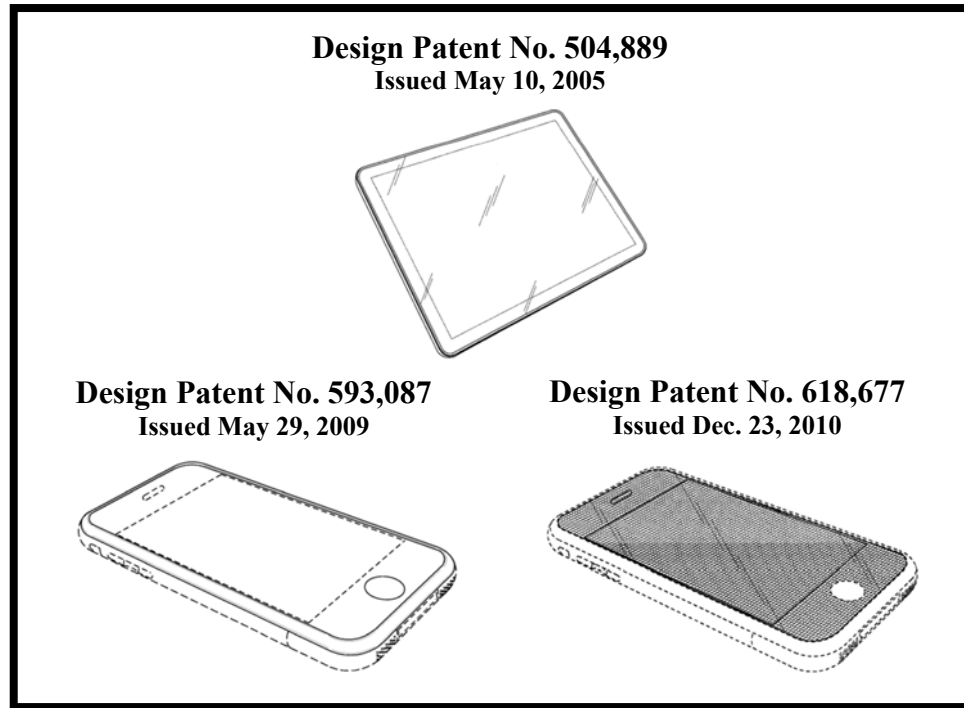 Design Patent No. 504,889
Issued May 10, 2005
Design Patent No. 593,087
Issued May 29, 2009
Design Patent No. 618,677
Issued Dec. 23, 2010